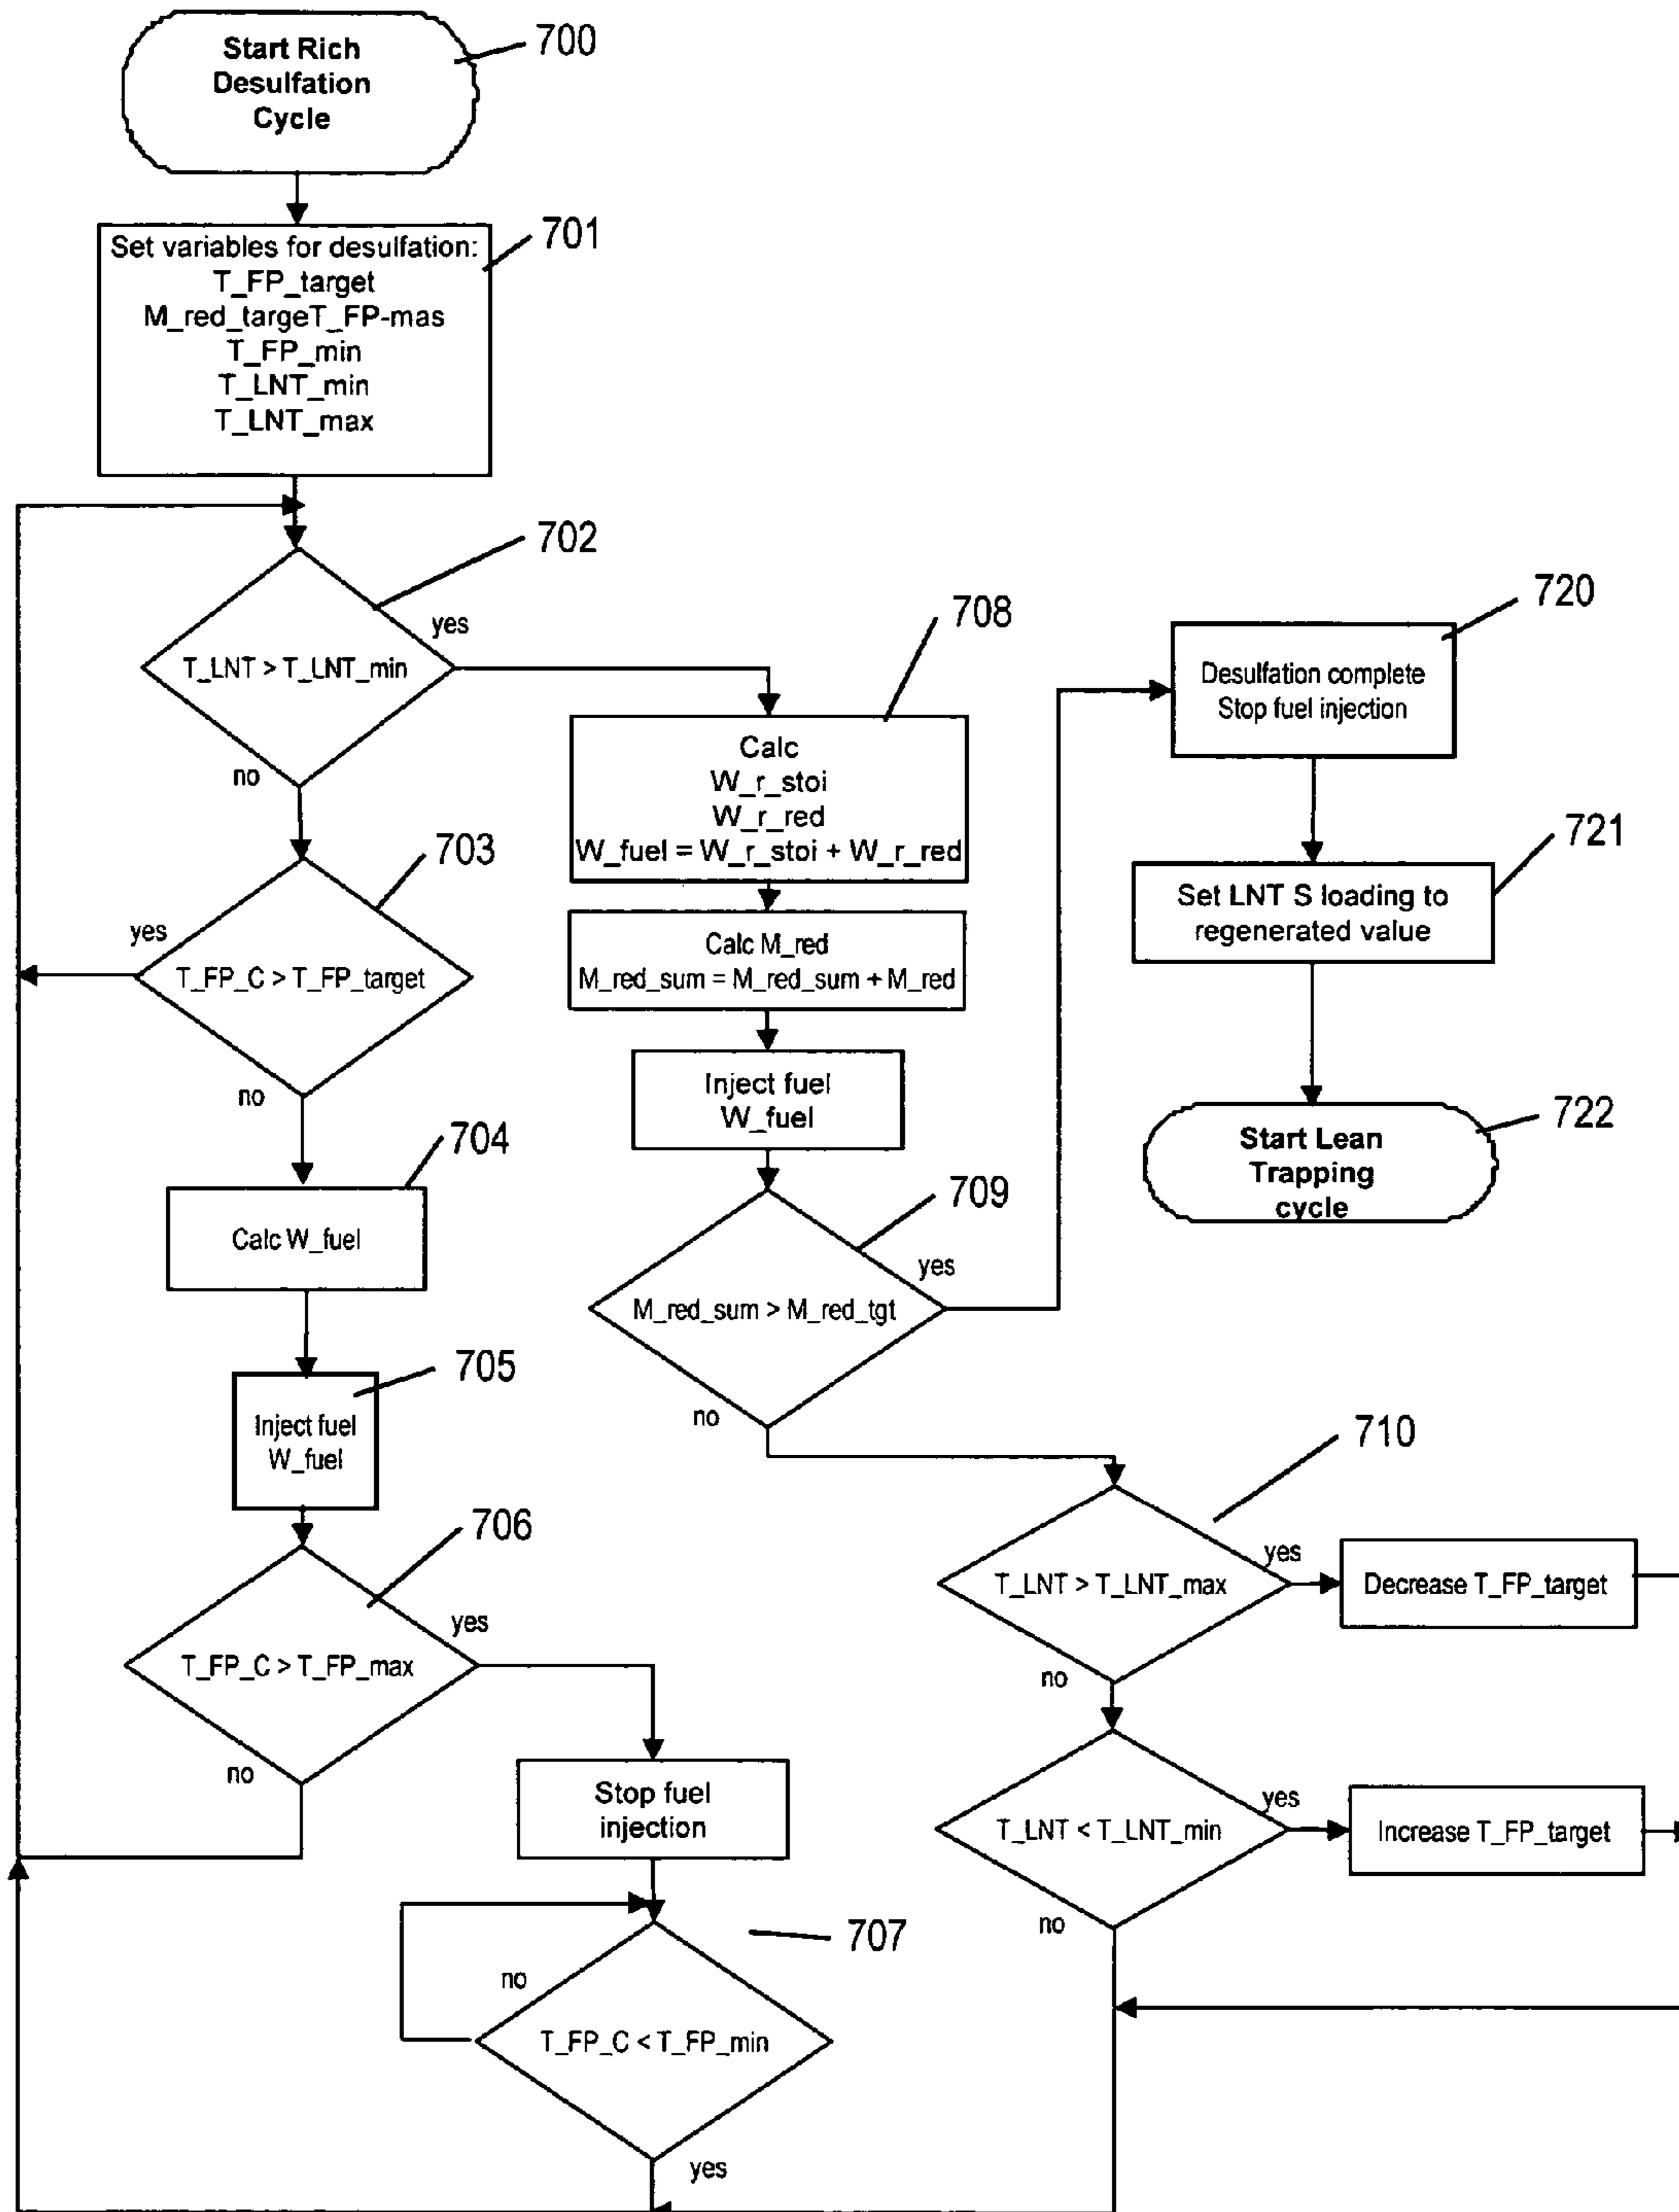 Start Rich
Desulfation
Cycle
700
Set variables for desulfation:
T_FP_target
M_red_targeT_FP-mas
T_FP_min
T_LNT_min
T_LNT_max
701
702
T_LNT > T_LNT_min
yes
no
703
T_FP_C > T_FP_target
yes
no
704
Calc W_fuel
705
Inject fuel
W_fuel
706
T_FP_C > T_FP_max
yes
no
Stop fuel
injection
707
T_FP_C < T_FP_min
no
yes
708
Calc
W_r_stoi
W_r_red
W_fuel = W_r_stoi + W_r_red
Calc M_red
M_red_sum = M_red_sum + M_red
Inject fuel
W_fuel
709
M_red_sum > M_red_tgt
yes
no
710
T_LNT > T_LNT_max
yes
no
Decrease T_FP_target
T_LNT < T_LNT_min
yes
no
Increase T_FP_target
720
Desulfation complete
Stop fuel injection
721
Set LNT S loading to
regenerated value
722
Start Lean
Trapping
cycle